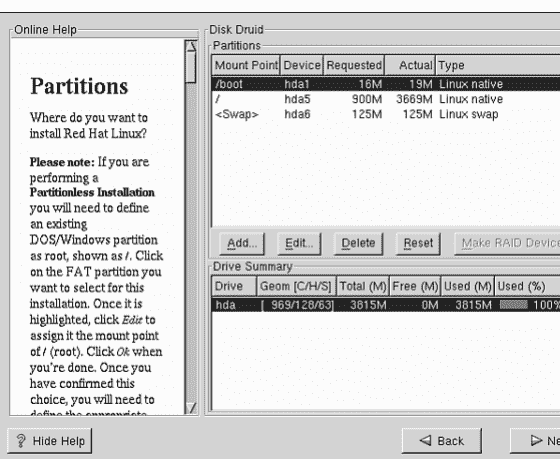 Online Help
Partitions
Where do you want to
install Red Hat Linux?
Please note: If you are
performing a
Partitionless Installation
you will need to define
an existing
DOS/Windows partition
as root, shown as /. Click
on the FAT partition you
want to select for this
installation. Once it is
highlighted, click Edit to
assign it the mount point
of / (root). Click Ok when
you're done. Once you
have confirmed this
choice, you will need to
define the appropriate
Disk Druid
Partitions
Mount Point Device Requested Actual Type
/boot hda1 16M 19M Linux native
/ hda5 900M 3669M Linux native
<Swap> hda6 125M 125M Linux swap
Add... Edit... Delete Reset Make RAID Device
Drive Summary
Drive Geom [C/H/S] Total (M) Free (M) Used (M) Used (%)
hda [ 969/128/63] 3815M 0M 3815M 100%
? Hide Help Back Ne